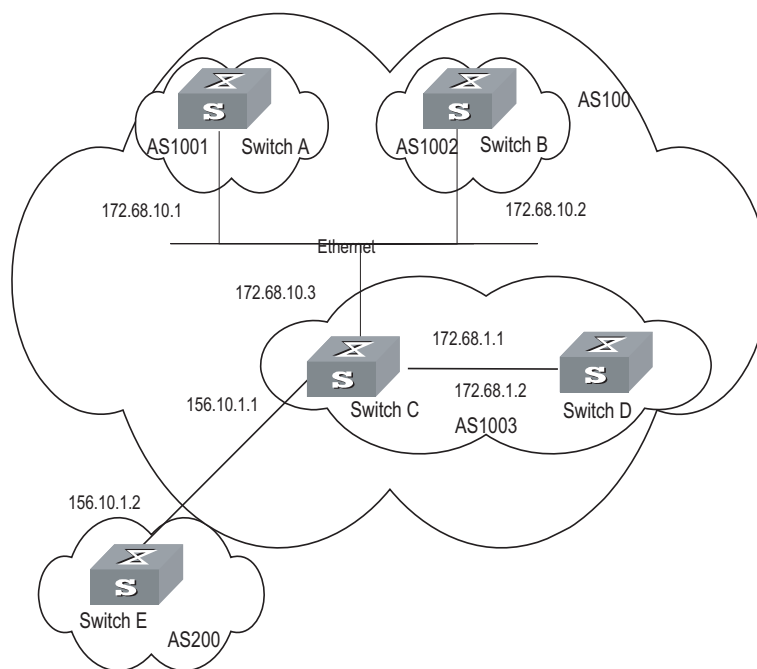 S
S
AS100
AS1001
Switch A
AS1002
Switch B
172.68.10.1
172.68.10.2
Ethernet
172.68.10.3
172.68.1.1
S
S
156.10.1.1
172.68.1.2
Switch C
Switch D
AS1003
156.10.1.2
S
Switch E
AS200